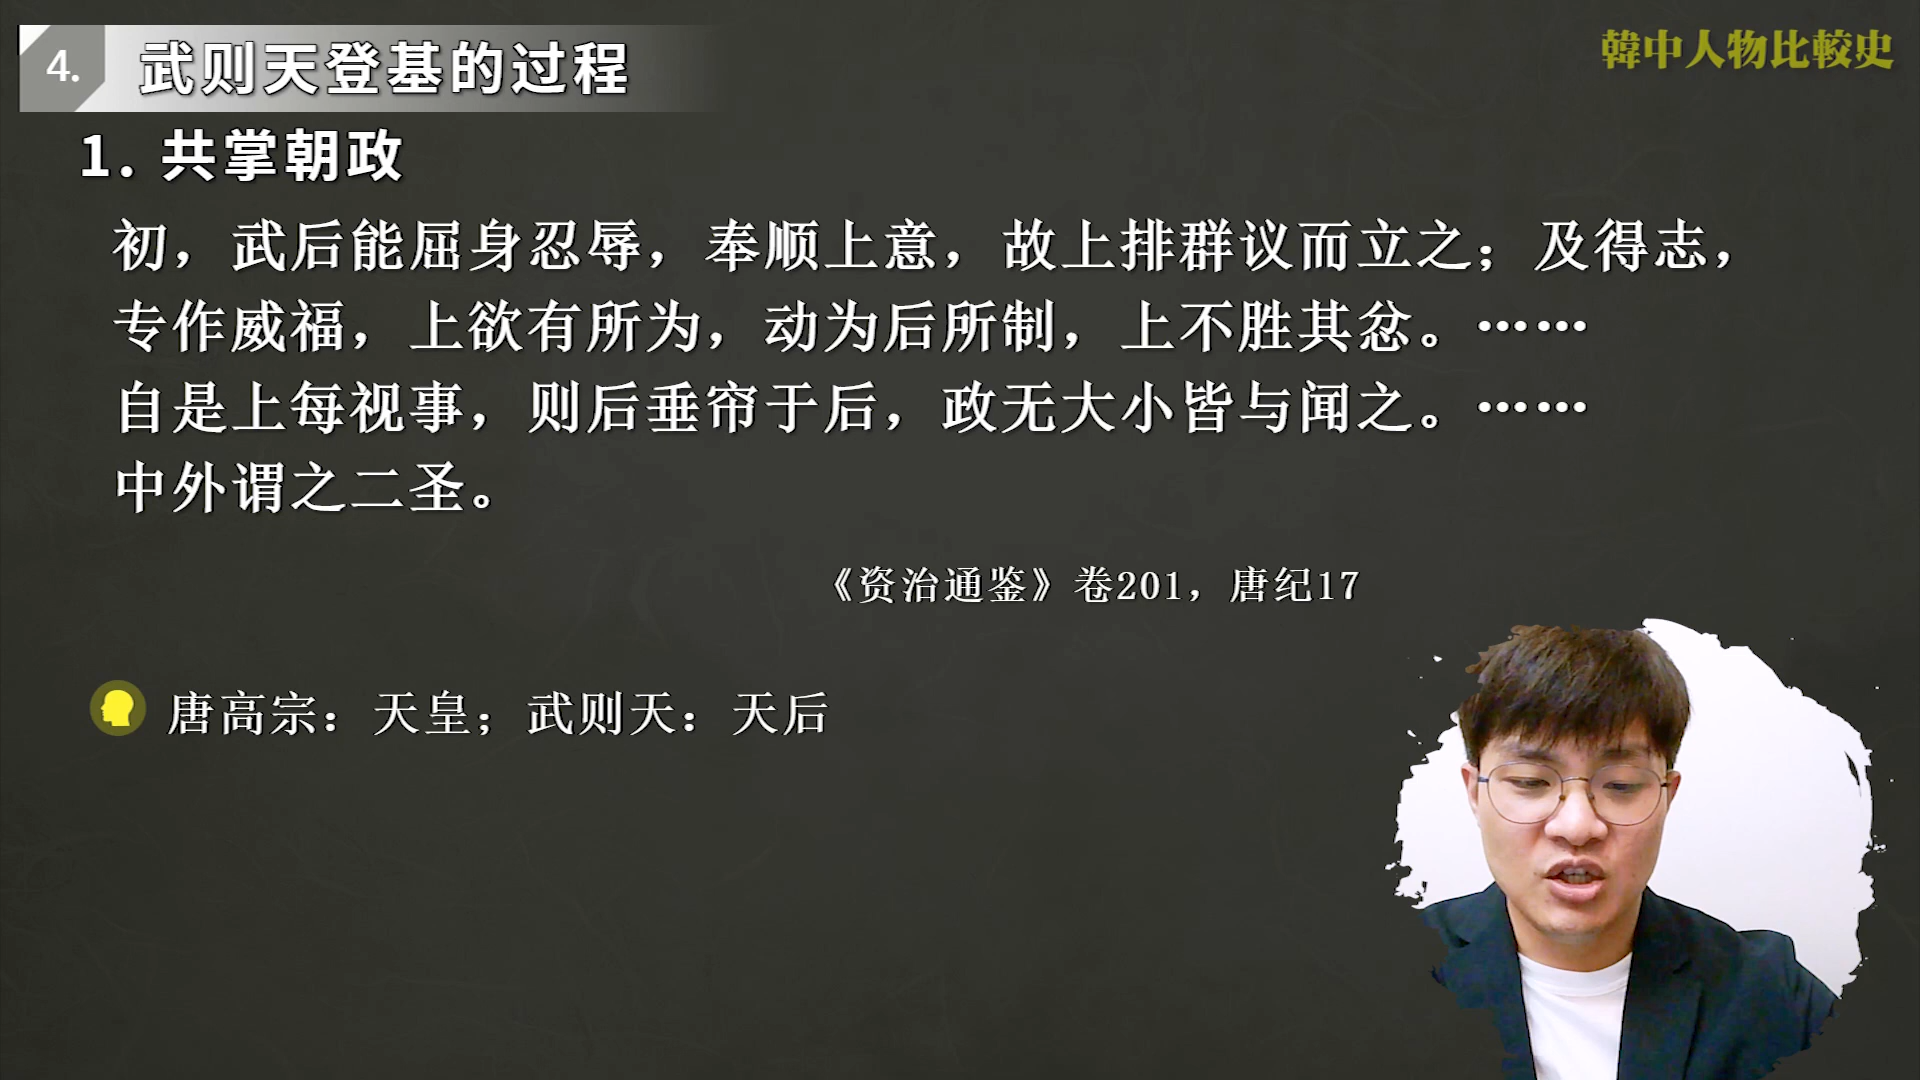 4. 武则天登基的过程
韓中人物比較史
1. 共掌朝政
初，武后能屈身忍辱，奉顺上意，故上排群议而立之；及得志，
专作威福，上欲有所为，动为后所制，上不胜其忿。……
自是上每视事，则后垂帘于后，政无大小皆与闻之。……
中外谓之二圣。
《资治通鉴》卷201，唐纪17
唐高宗：天皇；武则天：天后